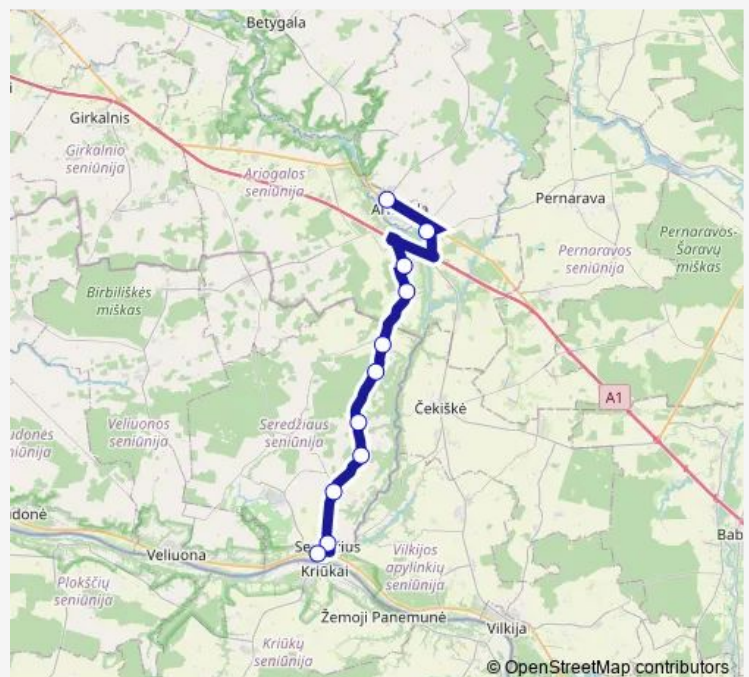 Betygala
Girkalnis
Girkalnio
seniūnija
Ariogalos
seniūnija
Pernarava
Pernaravos
seniūnija
Pernaravos-
Šaravų
miškas
Birbiliškės
miškas
A1
Čekiškė
Veliuonos
seniūnija
Seredžiaus
seniūnija
Veliuona
Kriūkai
Vilkijos
apylinkių
seniūnija
Plokščių
seniūnija
Žemoji Panemunė
Vilkija
Kriūkų
seniūnija
© OpenStreetMap contributors